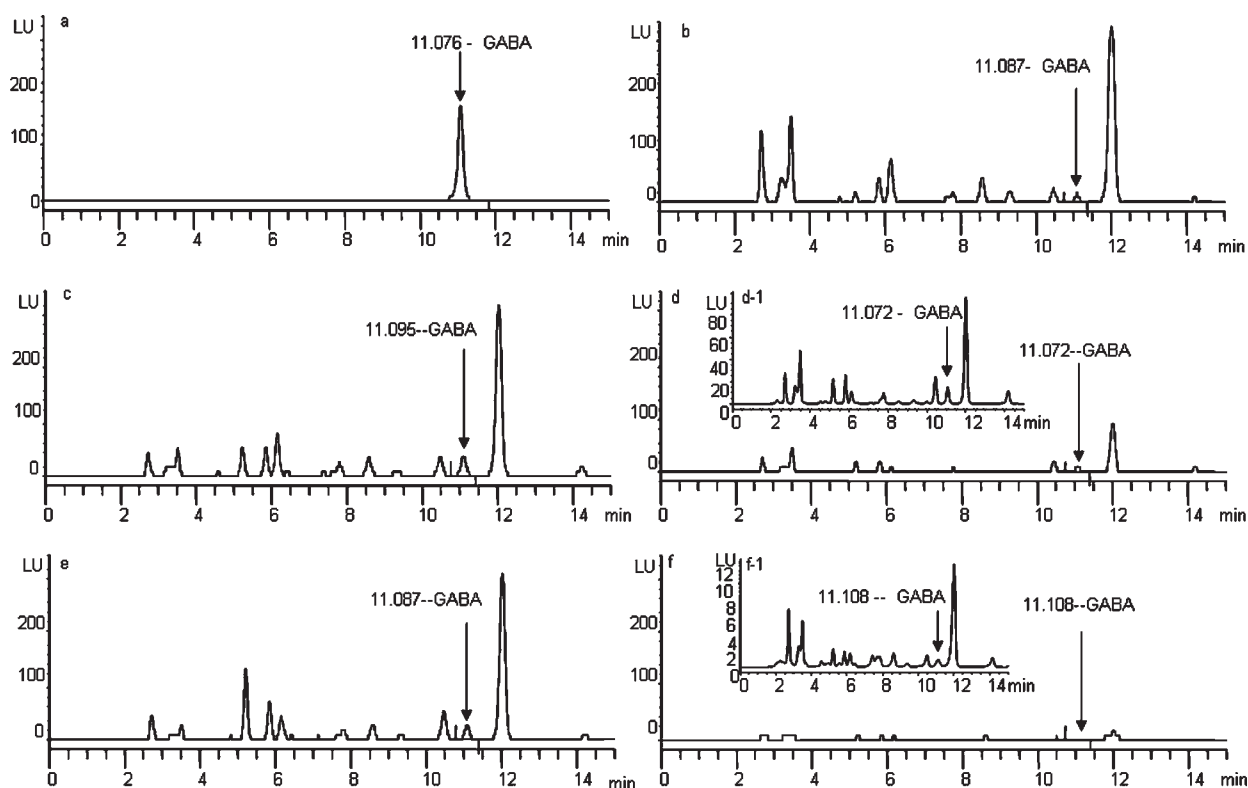 a
LU
200
100
0
11.076 - GABA
0 2 4 6 8 10 12 14 min
b
LU
200
100
0
11.087- GABA
0 2 4 6 8 10 12 14 min
c
LU
200
100
0
11.095--GABA
0 2 4 6 8 10 12 14 min
d
LU
200
100
0
11.072--GABA
0 2 4 6 8 10 12 14 min
d-1
LU
80
60
40
20
0
11.072 - GABA
0 2 4 6 8 10 12 14
min
e
LU
200
100
0
11.087--GABA
0 2 4 6 8 10 12 14 min
f
LU
200
100
0
11.108--GABA
0 2 4 6 8 10 12 14 min
f-1
LU
12
10
8
6
4
2
0
11.108 -- GABA
0 2 4 6 8 10 12 14 min